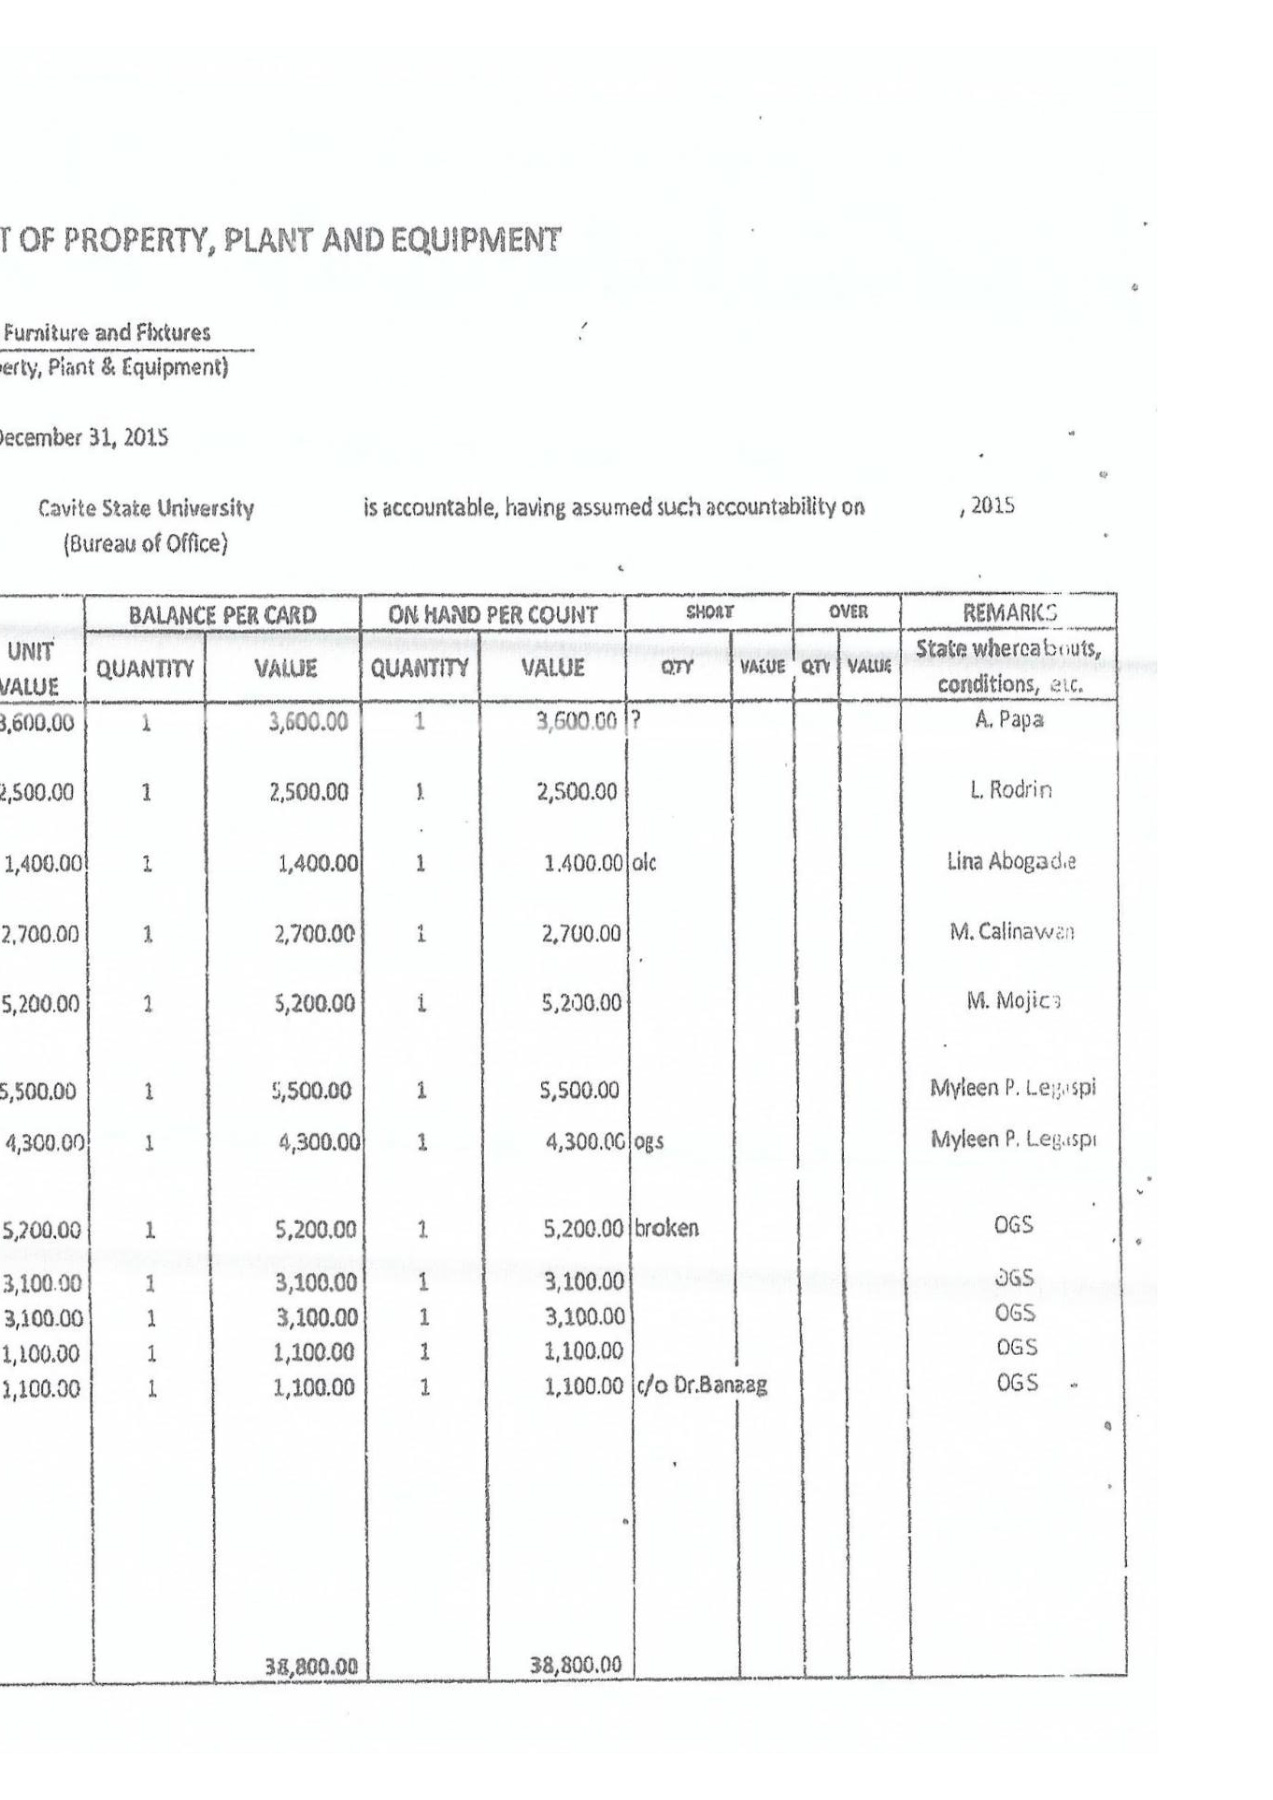 T OF PROPERTY, PLANT AND EQUIPMENT
Furniture and Fixtures
erty, Plant & Equipment)
December 31, 2015
Cavite State University is accountable, having assumed such accountability on , 2015
(Bureau of Office)
BALANCE PER CARD ON HAND PER COUNT SHORT OVER REMARKS
UNIT VALUE QUANTITY VALUE QUANTITY VALUE QTY VALUE QTY VALUE State whereabouts, conditions, etc.
3,600.00 1 3,600.00 1 3,600.00 ? A. Papa
2,500.00 1 2,500.00 1 2,500.00 L. Rodrin
1,400.00 1 1,400.00 1 1.400.00 olc Lina Abogadie
2,700.00 1 2,700.00 1 2,700.00 M. Calinawan
5,200.00 1 5,200.00 1 5,200.00 M. Mojica
5,500.00 1 5,500.00 1 5,500.00 Myleen P. Legaspi
4,300.00 1 4,300.00 1 4,300.00 ogs Myleen P. Legaspi
5,200.00 1 5,200.00 1 5,200.00 broken OGS
3,100.00 1 3,100.00 1 3,100.00 OGS
3,100.00 1 3,100.00 1 3,100.00 OGS
1,100.00 1 1,100.00 1 1,100.00 OGS
1,100.00 1 1,100.00 1 1,100.00 c/o Dr.Banaag OGS
38,800.00 38,800.00